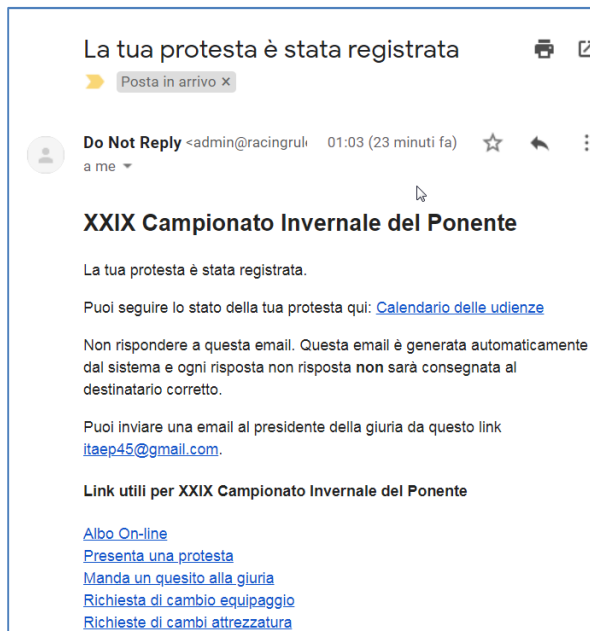 La tua protesta è stata registrata
Posta in arrivo ×
Do Not Reply <admin@racingrul 01:03 (23 minuti fa)
a me
XXIX Campionato Invernale del Ponente
La tua protesta è stata registrata.
Puoi seguire lo stato della tua protesta qui: Calendario delle udienze
Non rispondere a questa email. Questa email è generata automaticamente
dal sistema e ogni risposta non risposta non sarà consegnata al
destinatario corretto.
Puoi inviare una email al presidente della giuria da questo link
itaep45@gmail.com.
Link utili per XXIX Campionato Invernale del Ponente
Albo On-line
Presenta una protesta
Manda un quesito alla giuria
Richiesta di cambio equipaggio
Richieste di cambi attrezzatura